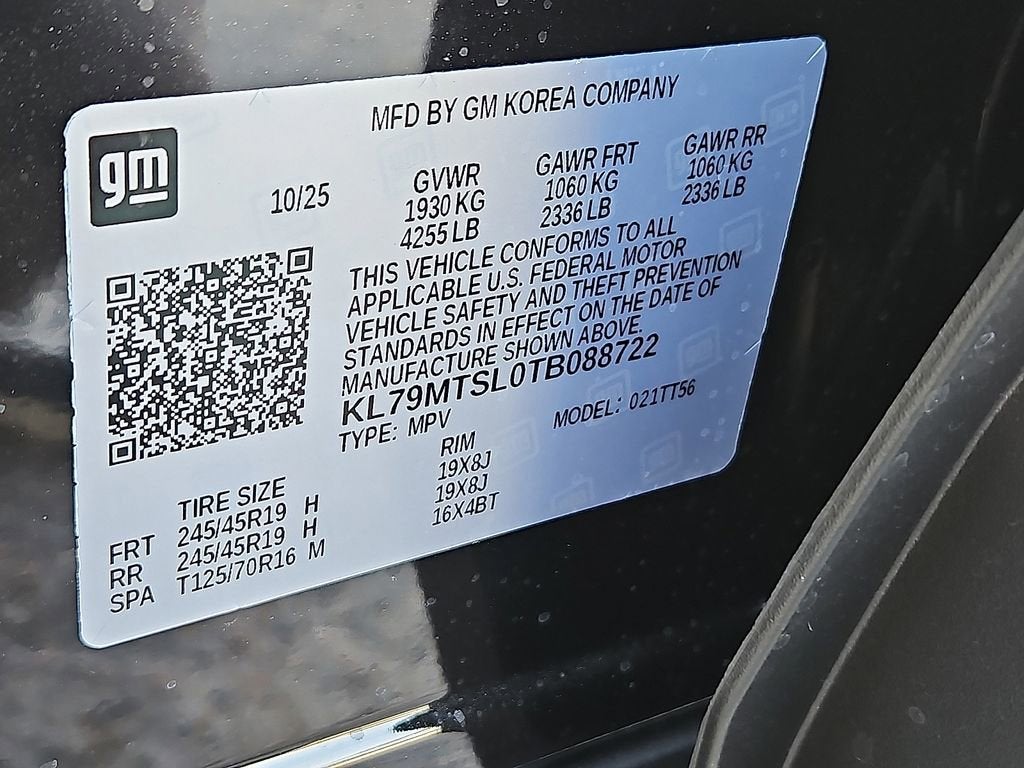 gm
MFD BY GM KOREA COMPANY
10/25
GVWR
1930 KG
4255 LB
GAWR FRT
1060 KG
2336 LB
GAWR RR
1060 KG
2336 LB
THIS VEHICLE CONFORMS TO ALL
APPLICABLE U.S. FEDERAL MOTOR
VEHICLE SAFETY AND THEFT PREVENTION
STANDARDS IN EFFECT ON THE DATE OF
MANUFACTURE SHOWN ABOVE.
KL79MTSL0TB088722
TYPE: MPV
MODEL: 021TT56
TIRE SIZE
RIM
FRT 245/45R19 H 19X8J
RR 245/45R19 H 19X8J
SPA T125/70R16 M 16X4BT